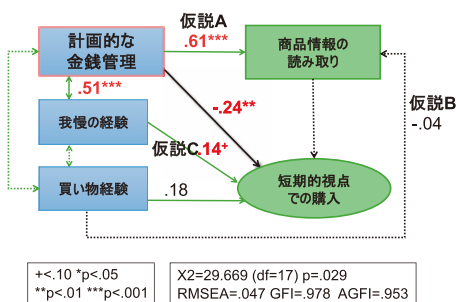 仮説A
計画的な
金銭管理
.61***
商品情報の
読み取り
.51***
仮説B
-.04
-.24**
我慢の経験
仮説C
.14+
買い物経験
.18
短期的視点
での購入
+<.10 *p<.05
**p<.01 ***p<.001
X2=29.669 (df=17) p=.029
RMSEA=.047 GFI=.978 AGFI=.953